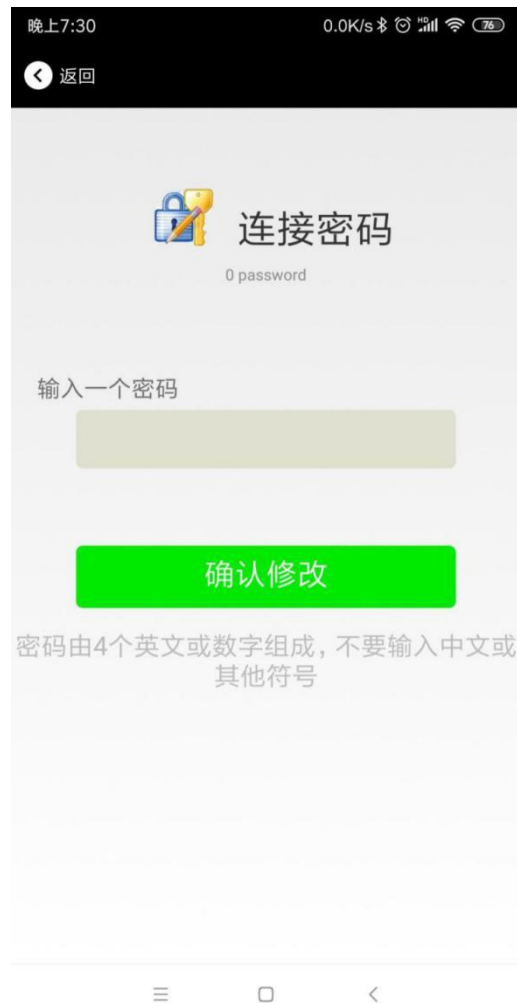 晚上7:30 0.0K/s HD 76
返回
连接密码
0 password
输入一个密码
确认修改
密码由4个英文或数字组成，不要输入中文或
其他符号